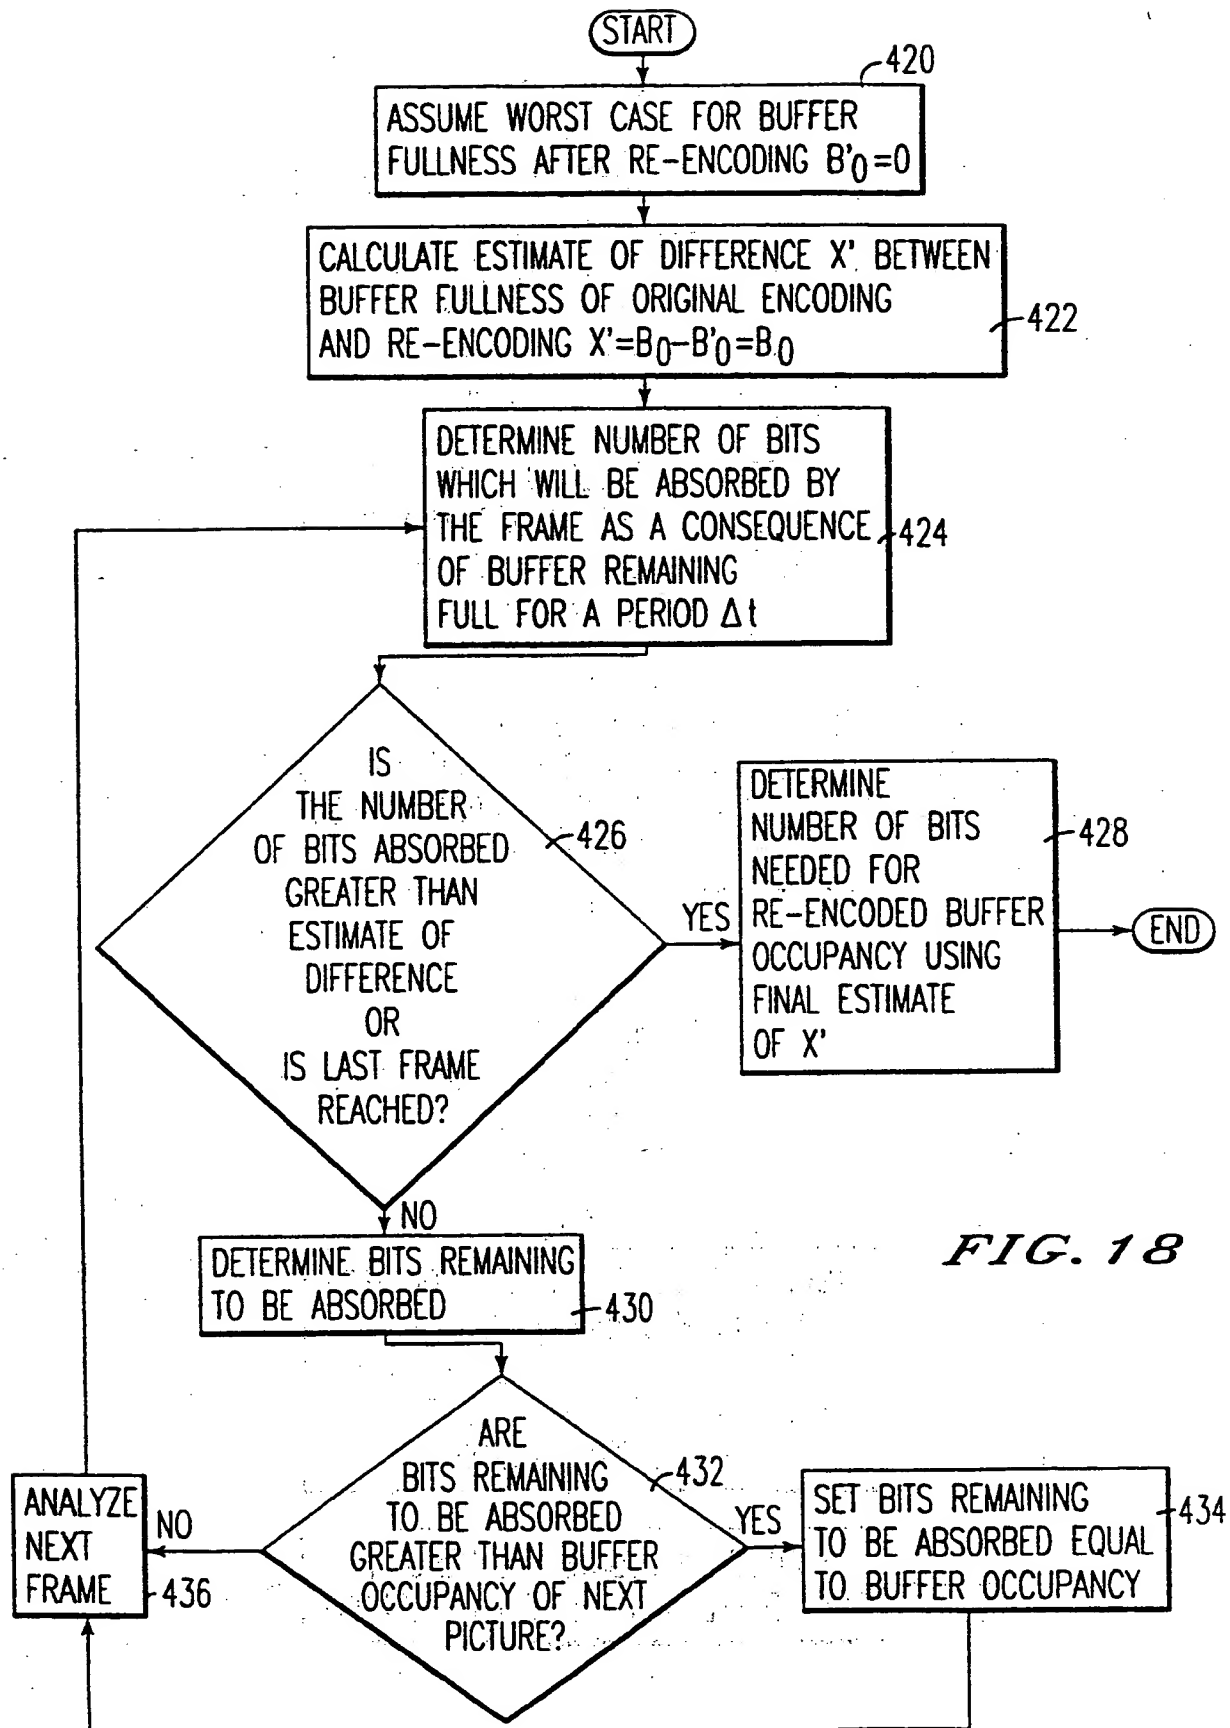 START
420
ASSUME WORST CASE FOR BUFFER
FULLNESS AFTER RE-ENCODING B'0=0
CALCULATE ESTIMATE OF DIFFERENCE X' BETWEEN
BUFFER FULLNESS OF ORIGINAL ENCODING
AND RE-ENCODING X'=B0-B'0=B0
422
DETERMINE NUMBER OF BITS
WHICH WILL BE ABSORBED BY
THE FRAME AS A CONSEQUENCE
OF BUFFER REMAINING
FULL FOR A PERIOD Δt
424
IS
THE NUMBER
OF BITS ABSORBED
GREATER THAN
ESTIMATE OF
DIFFERENCE
OR
IS LAST FRAME
REACHED?
426
YES
DETERMINE
NUMBER OF BITS
NEEDED FOR
RE-ENCODED BUFFER
OCCUPANCY USING
FINAL ESTIMATE
OF X'
428
END
NO
DETERMINE BITS REMAINING
TO BE ABSORBED
430
FIG. 18
ARE
BITS REMAINING
TO BE ABSORBED
GREATER THAN BUFFER
OCCUPANCY OF NEXT
PICTURE?
432
YES
SET BITS REMAINING
TO BE ABSORBED EQUAL
TO BUFFER OCCUPANCY
434
NO
ANALYZE
NEXT
FRAME
436